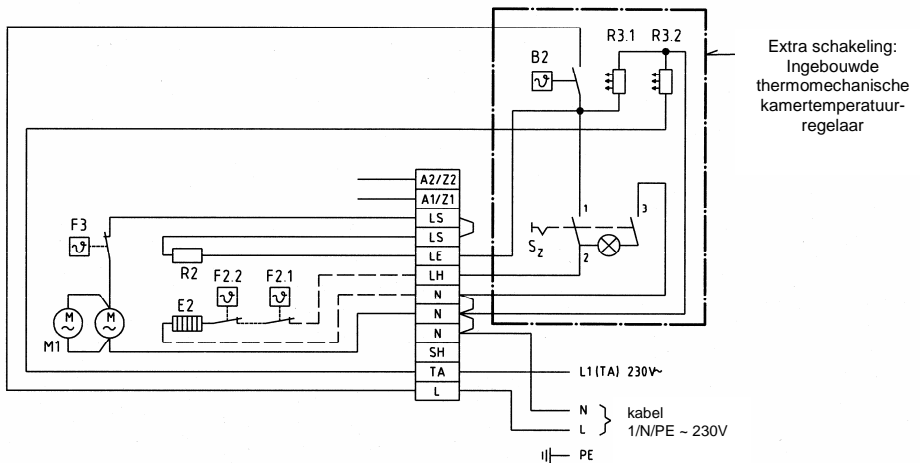 R3.1 R3.2
B2
Extra schakeling:
Ingebouwde
thermomechanische
kamertemperatuur-
regelaar
ϑ
A2/Z2
A1/Z1
LS
LS
LE
LH
N
N
N
SH
TA
L
F3
ϑ
R2
F2.2 F2.1
ϑ ϑ
E2
M ~ M ~
M1
1 3
Sz
2
L1(TA) 230V~
N
L
kabel
1/N/PE ~ 230V
PE